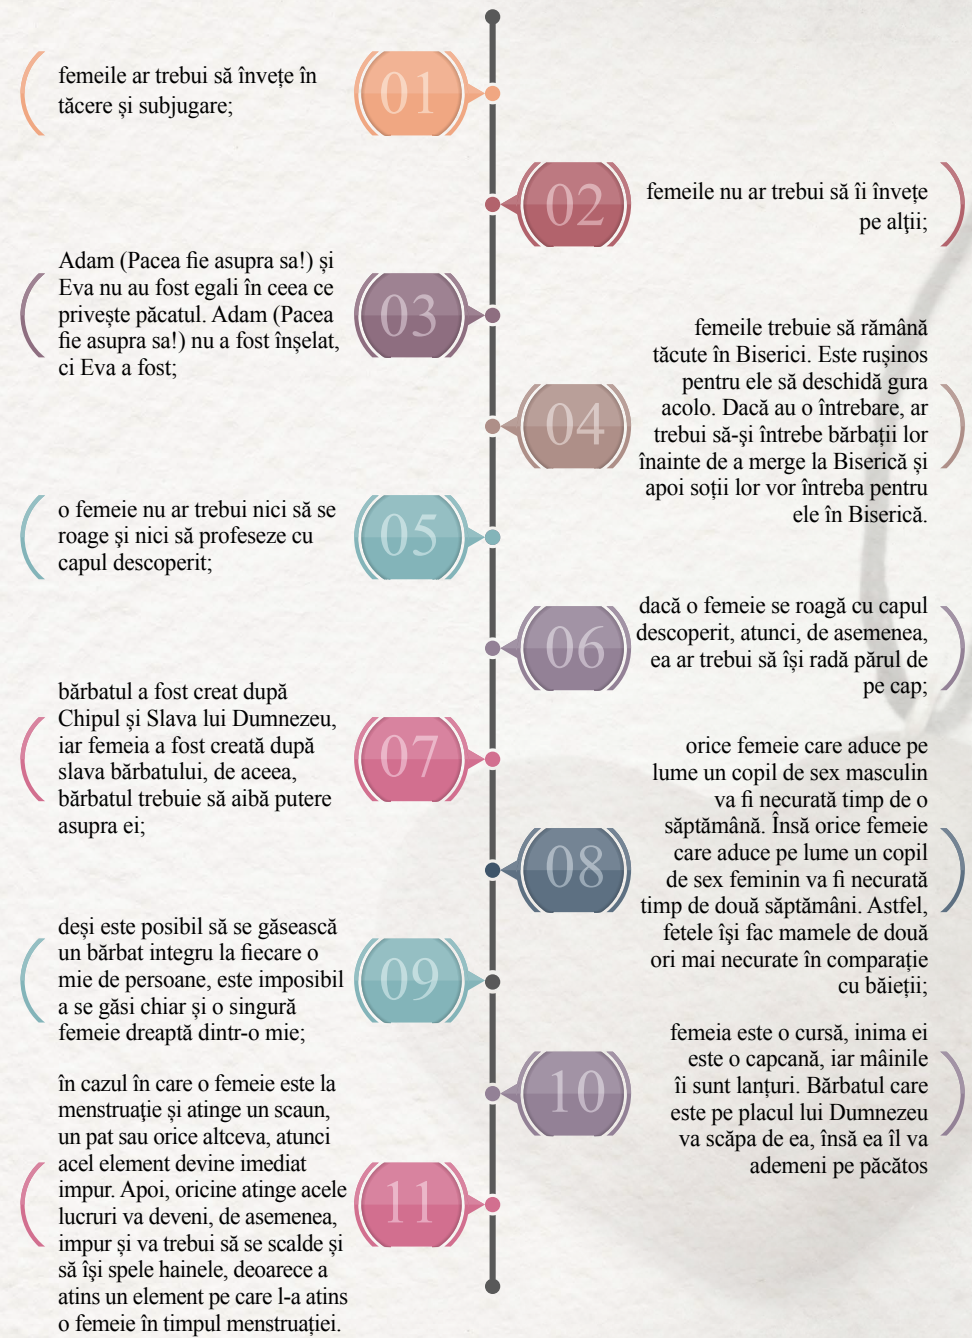 01
femeile ar trebui să învețe în
tăcere și subjugare;
02
femeile nu ar trebui să îi învețe
pe alţii;
03
Adam (Pacea fie asupra sa!) și
Eva nu au fost egali în ceea ce
privește păcatul. Adam (Pacea
fie asupra sa!) nu a fost înșelat,
ci Eva a fost;
04
femeile trebuie să rămână
tăcute în Biserici. Este rușinos
pentru ele să deschidă gura
acolo. Dacă au o întrebare, ar
trebui să-şi întrebe bărbații lor
înainte de a merge la Biserică și
apoi soții lor vor întreba pentru
ele în Biserică.
05
o femeie nu ar trebui nici să se
roage şi nici să profeseze cu
capul descoperit;
06
dacă o femeie se roagă cu capul
descoperit, atunci, de asemenea,
ea ar trebui să își radă părul de
pe cap;
07
bărbatul a fost creat după
Chipul și Slava lui Dumnezeu,
iar femeia a fost creată după
slava bărbatului, de aceea,
bărbatul trebuie să aibă putere
asupra ei;
08
orice femeie care aduce pe
lume un copil de sex masculin
va fi necurată timp de o
săptămână. Însă orice femeie
care aduce pe lume un copil
de sex feminin va fi necurată
timp de două săptămâni. Astfel,
fetele îşi fac mamele de două
ori mai necurate în comparație
cu băieții;
09
deși este posibil să se găsească
un bărbat integru la fiecare o
mie de persoane, este imposibil
a se găsi chiar și o singură
femeie dreaptă dintr-o mie;
10
femeia este o cursă, inima ei
este o capcană, iar mâinile
îi sunt lanțuri. Bărbatul care
este pe placul lui Dumnezeu
va scăpa de ea, însă ea îl va
ademeni pe păcătos
11
în cazul în care o femeie este la
menstruaţie și atinge un scaun,
un pat sau orice altceva, atunci
acel element devine imediat
impur. Apoi, oricine atinge acele
lucruri va deveni, de asemenea,
impur și va trebui să se scalde și
să îşi spele hainele, deoarece a
atins un element pe care l-a atins
o femeie în timpul menstruației.